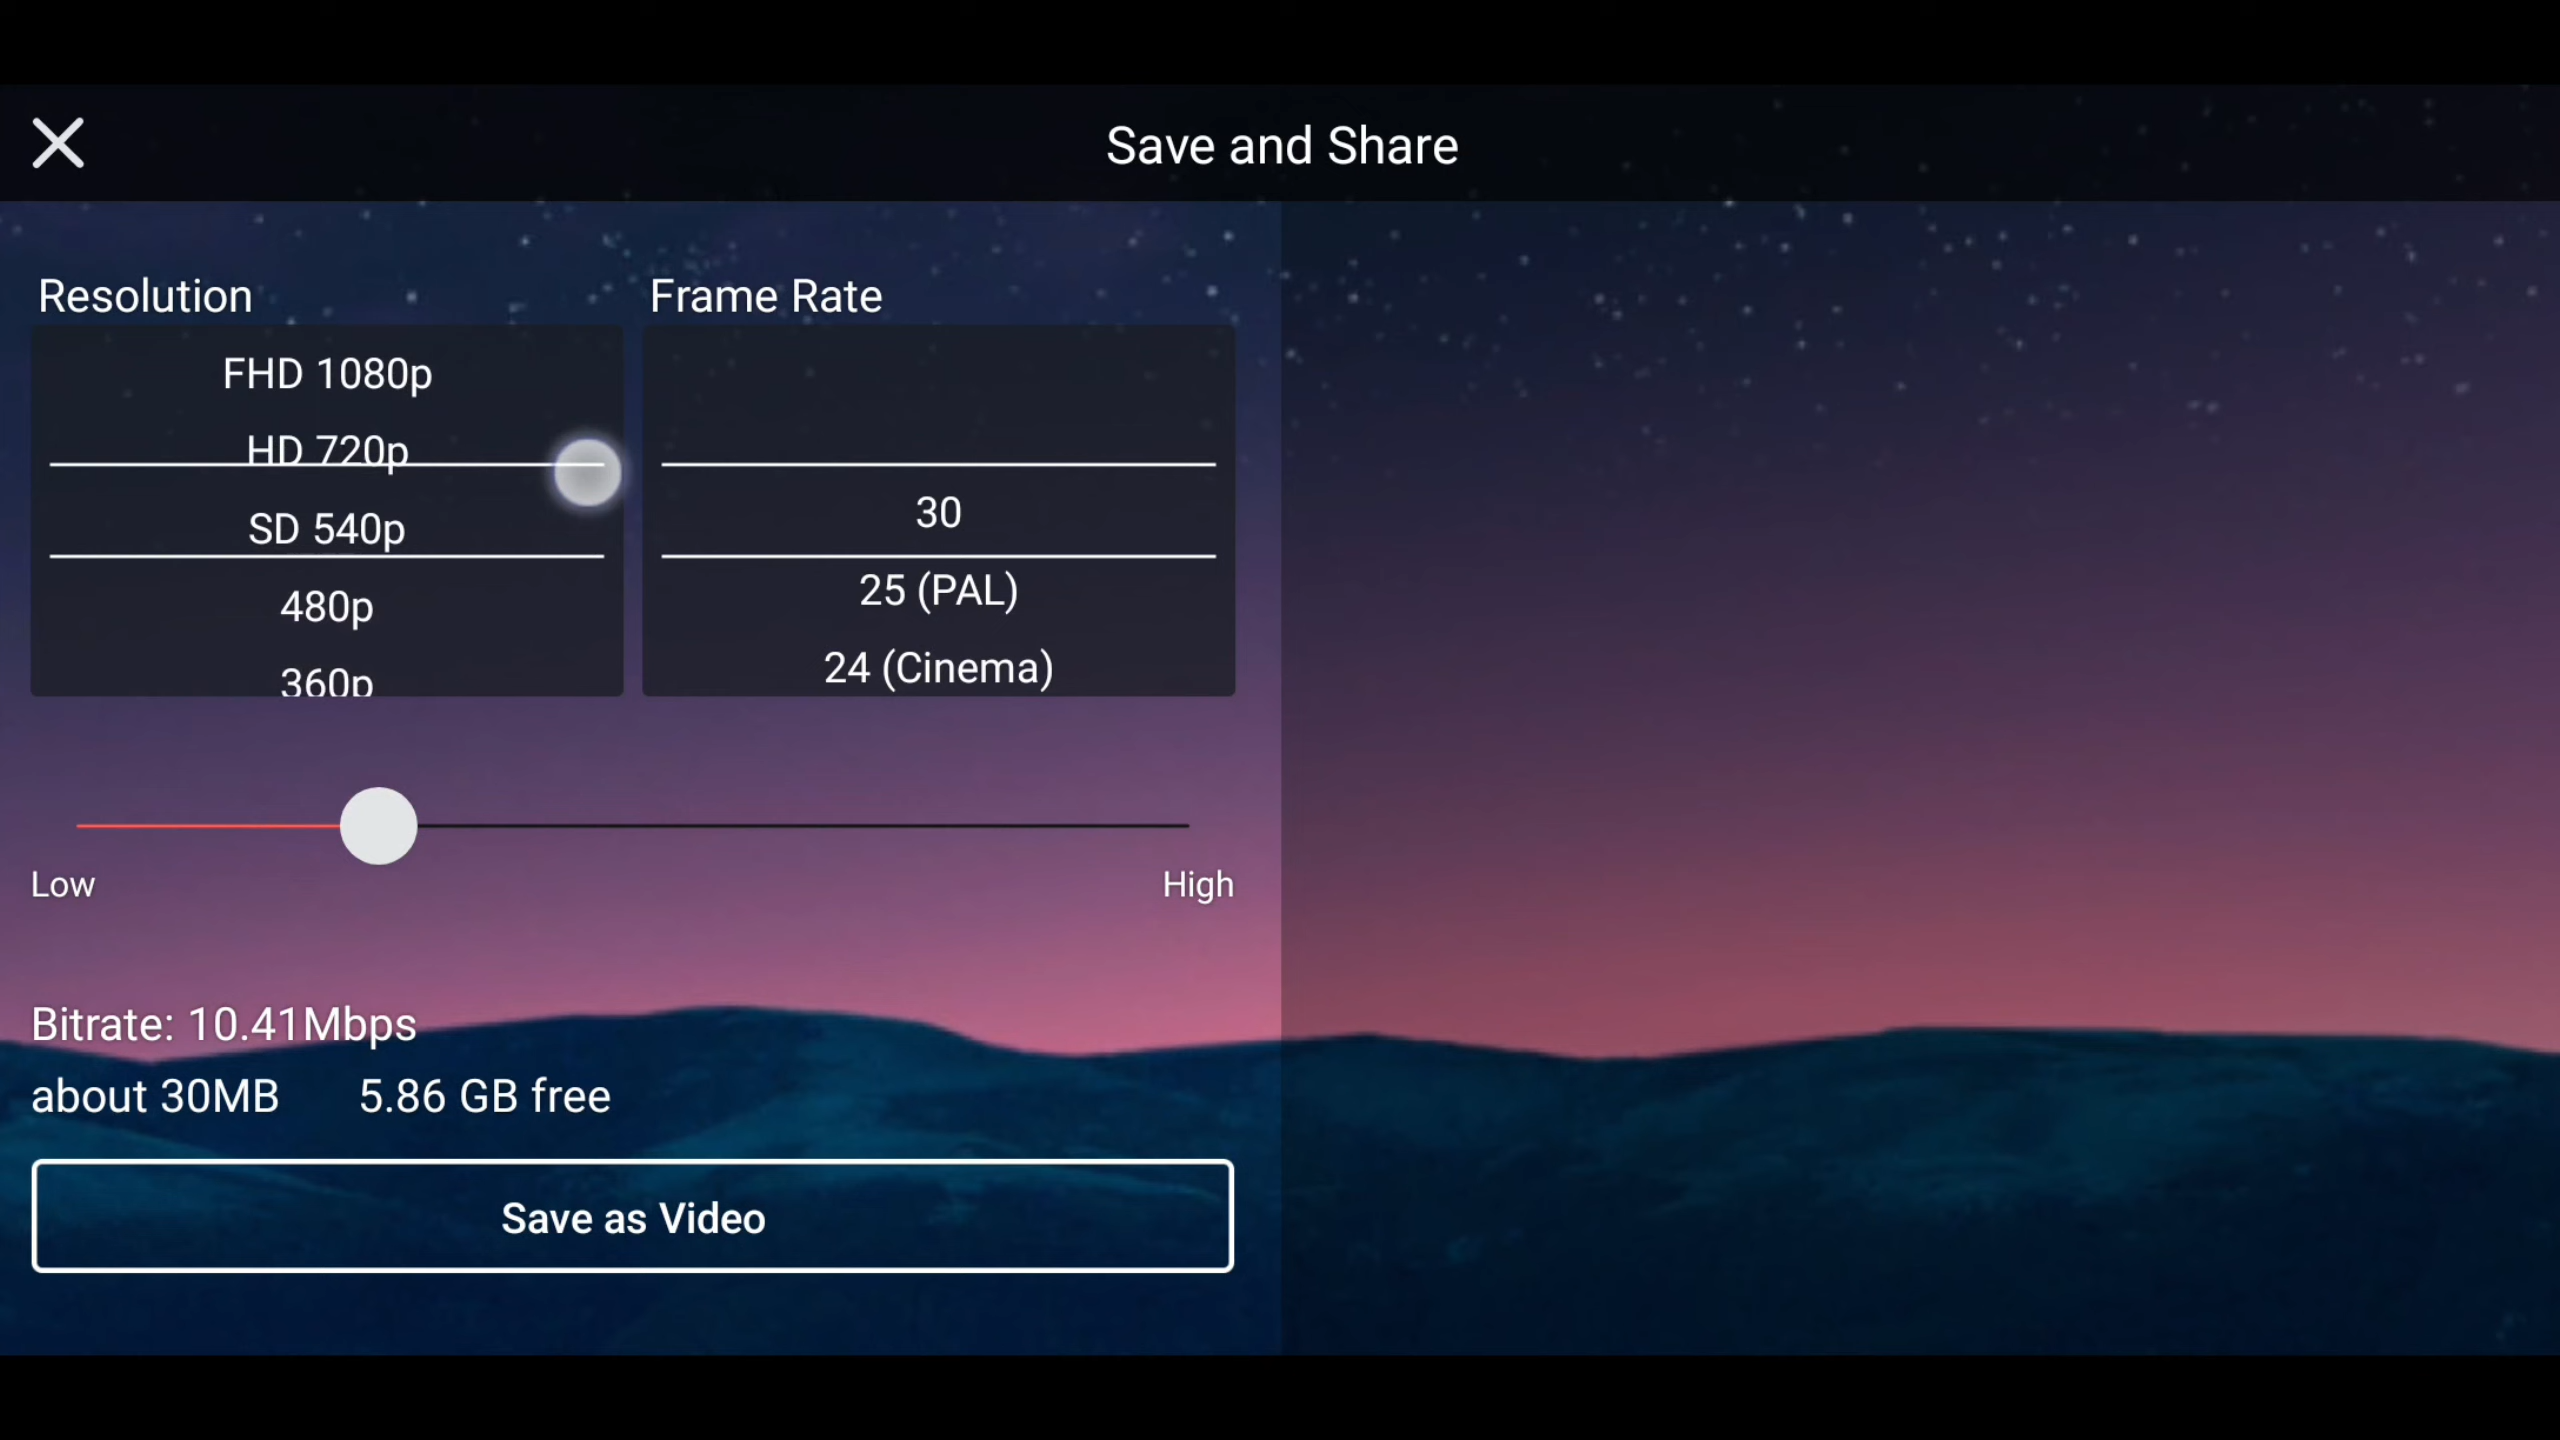 Save and Share
Resolution
Frame Rate
FHD 1080p
HD 720p
SD 540p
480p
360p
30
25 (PAL)
24 (Cinema)
Low
High
Bitrate: 10.41Mbps
about 30MB 5.86 GB free
Save as Video